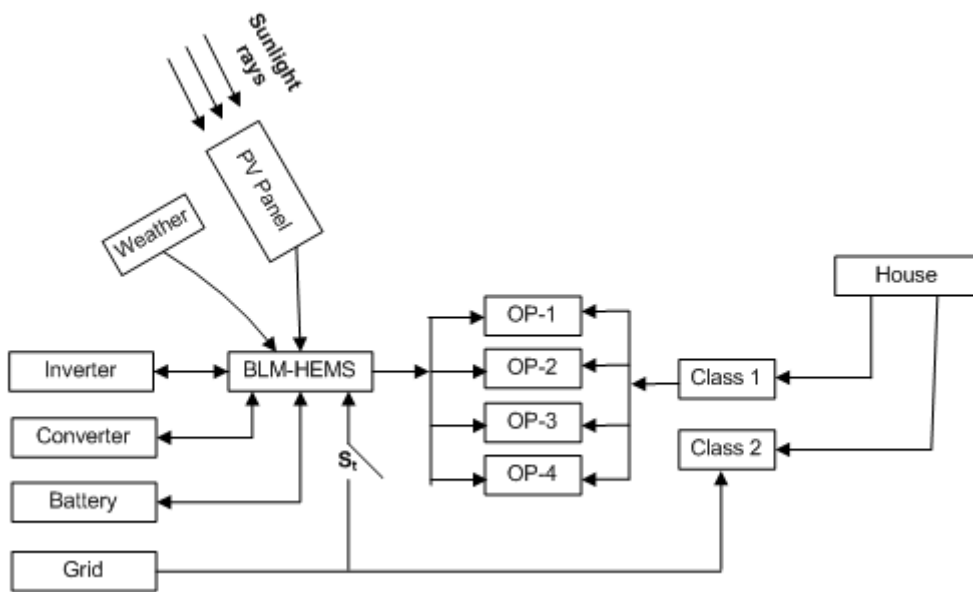 Sunlight
rays
PV Panel
Weather
House
OP-1
Inverter
BLM-HEMS
OP-2
Class 1
Converter
OP-3
Class 2
St
OP-4
Battery
Grid